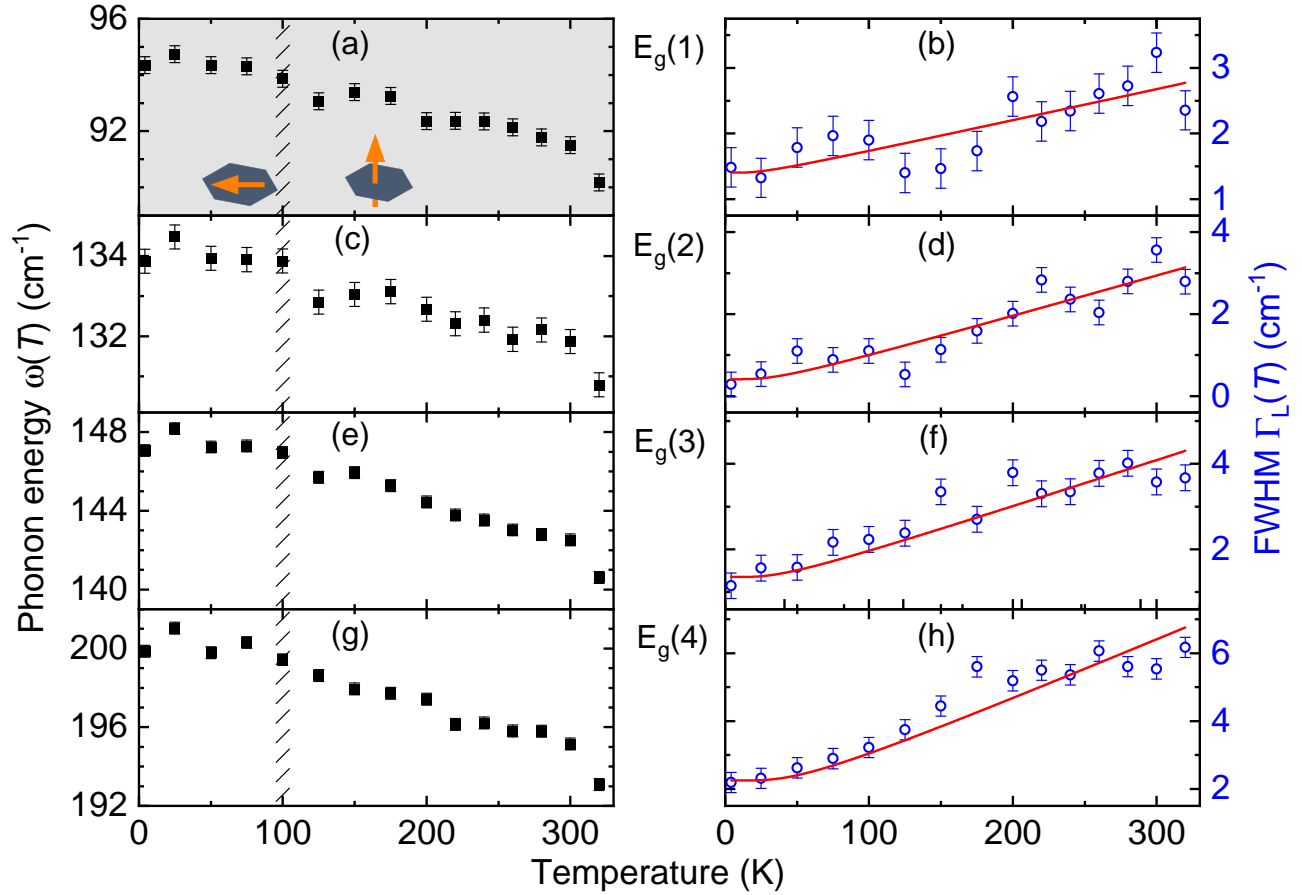 96
92
(a)
E_g(1)
(b)
3
2
1
134
132
(c)
E_g(2)
(d)
4
2
0
148
144
140
(e)
E_g(3)
(f)
4
2
200
196
192
(g)
E_g(4)
(h)
6
4
2
0 100 200 300
0 100 200 300
Temperature (K)
Phonon energy ω(T) (cm⁻¹)
FWHM Γ_L(T) (cm⁻¹)